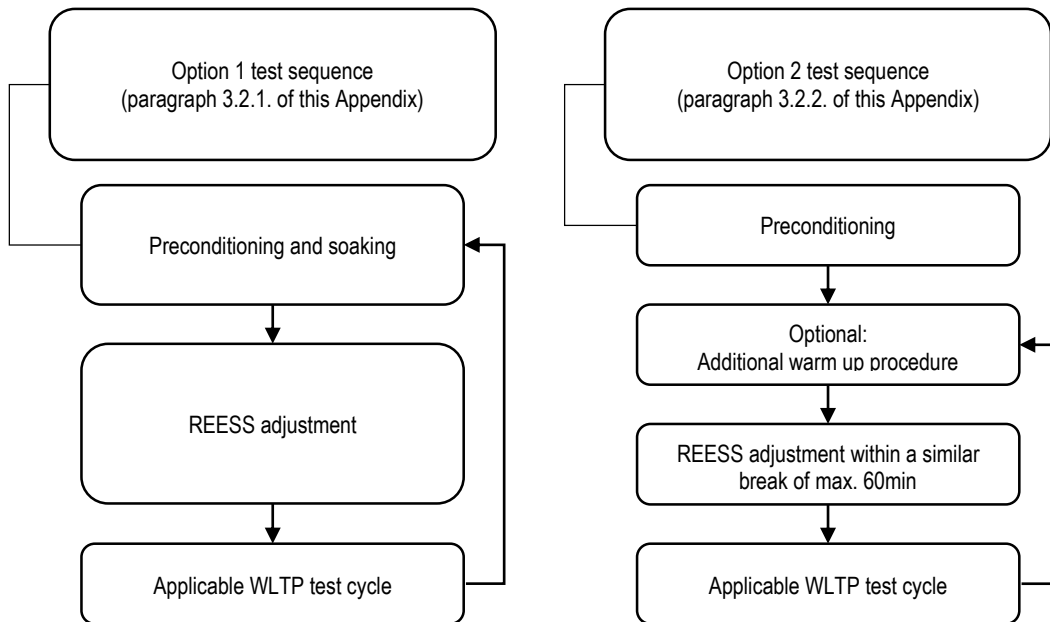 Option 1 test sequence
(paragraph 3.2.1. of this Appendix)
Preconditioning and soaking
REESS adjustment
Applicable WLTP test cycle
Option 2 test sequence
(paragraph 3.2.2. of this Appendix)
Preconditioning
Optional:
Additional warm up procedure
REESS adjustment within a similar
break of max. 60min
Applicable WLTP test cycle